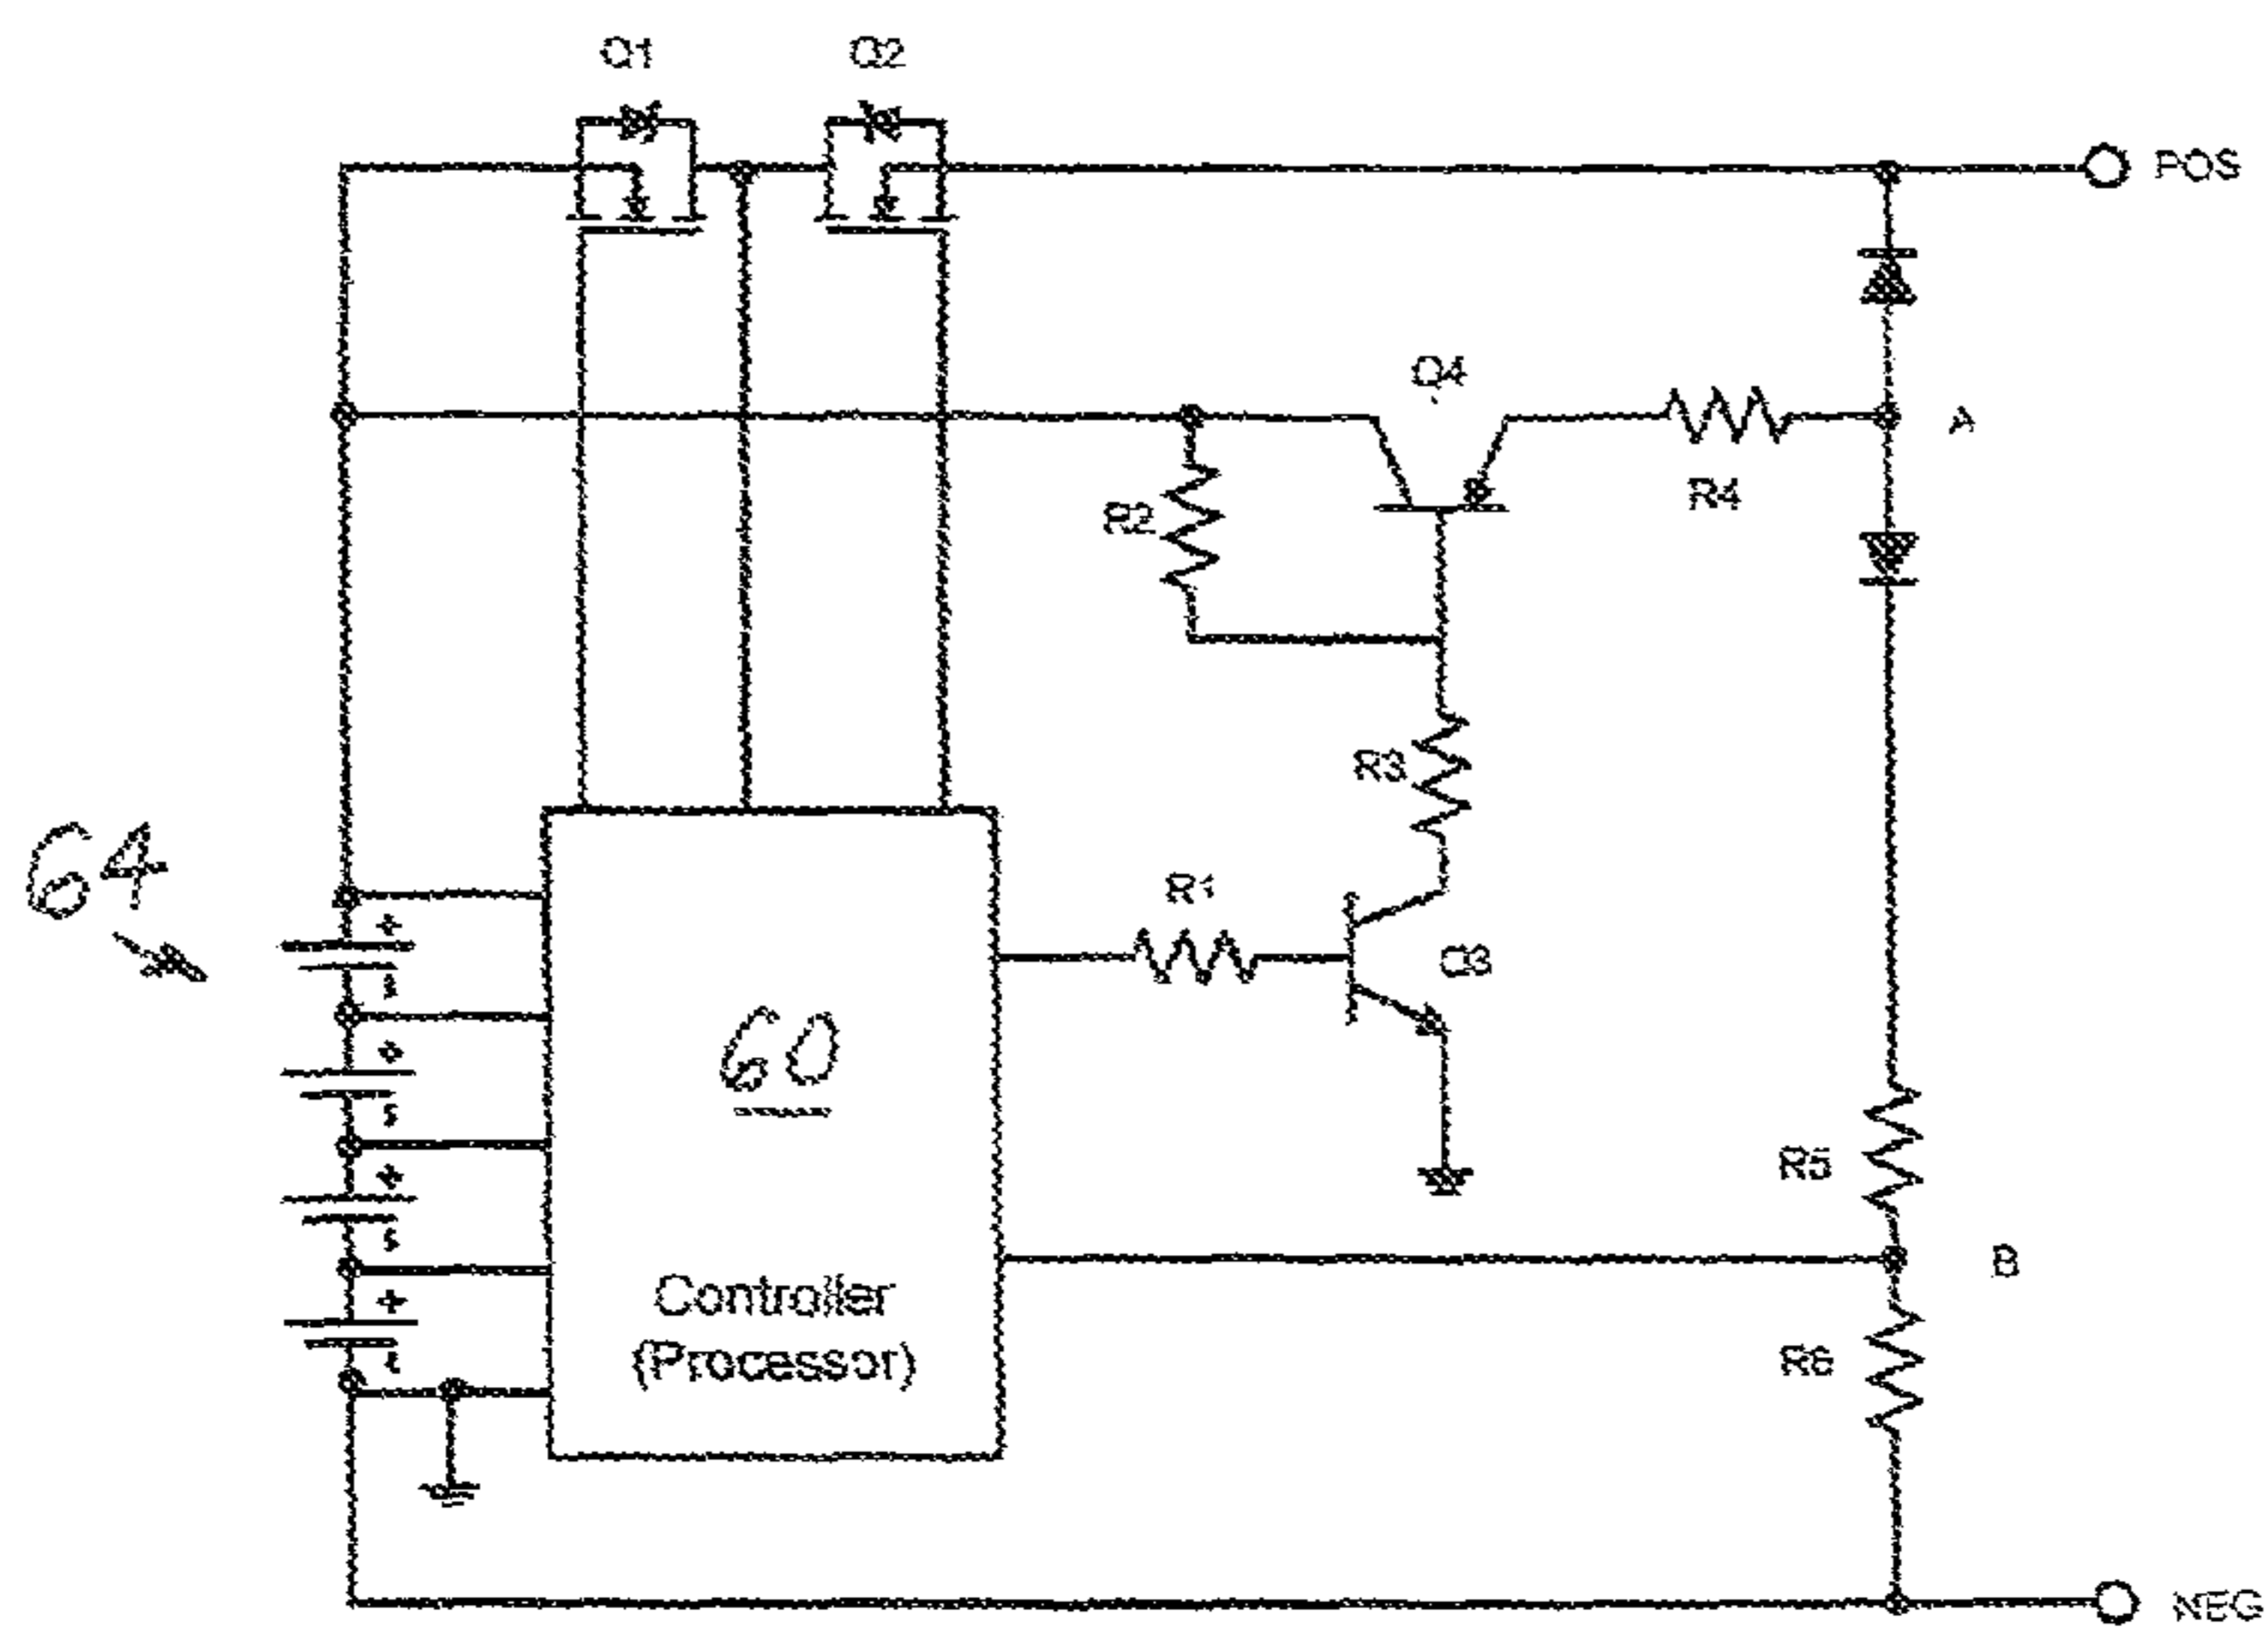 Q1
Q2
POS
Q4
A
R2
R4
R3
64
R1
Q3
60
R5
B
Controller
(Processor)
R6
NEG